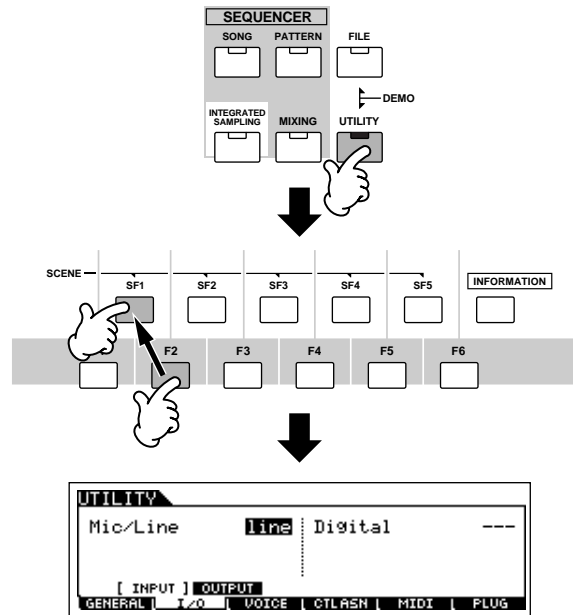 SEQUENCER
SONG PATTERN FILE
DEMO
INTEGRATED
SAMPLING MIXING UTILITY
SCENE
SF1 SF2 SF3 SF4 SF5 INFORMATION
F2 F3 F4 F5 F6
UTILITY
Mic/Line line Digital ---
[ INPUT ] OUTPUT
GENERAL I/O VOICE CTLASN MIDI PLUG